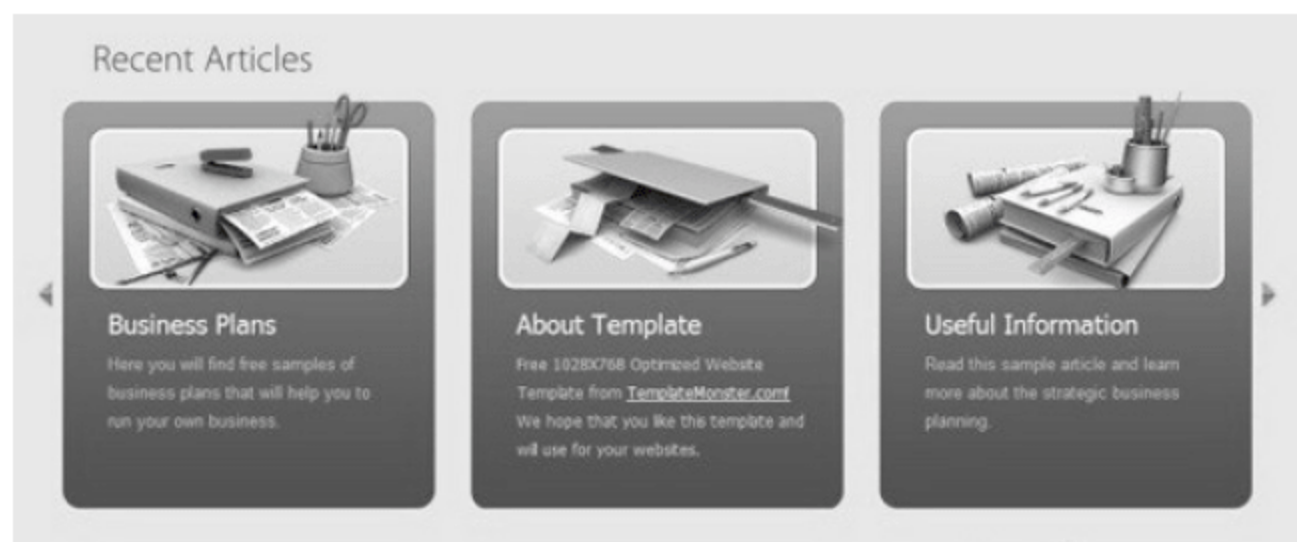 Recent Articles
Business Plans
Here you will find free samples of
business plans that will help you to
run your own business.
About Template
Free 1028X768 Optimized Website
Template from TemplateMonster.com!
We hope that you like this template and
will use for your websites.
Useful Information
Read this sample article and learn
more about the strategic business
planning.